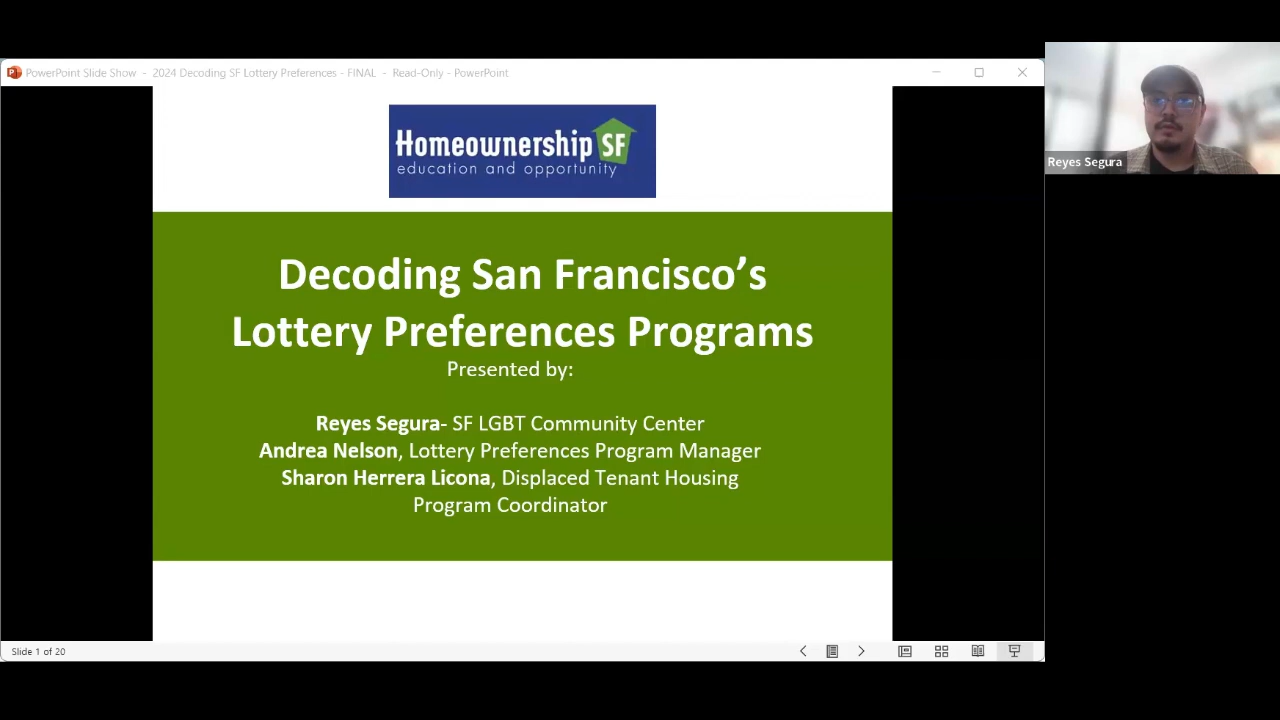 PowerPoint Slide Show - 2024 Decoding SF Lottery Preferences - FINAL - Read-Only - PowerPoint
Homeownership SF
education and opportunity
Reyes Segura
Decoding San Francisco’s
Lottery Preferences Programs
Presented by:
Reyes Segura- SF LGBT Community Center
Andrea Nelson, Lottery Preferences Program Manager
Sharon Herrera Licona, Displaced Tenant Housing
Program Coordinator
Slide 1 of 20